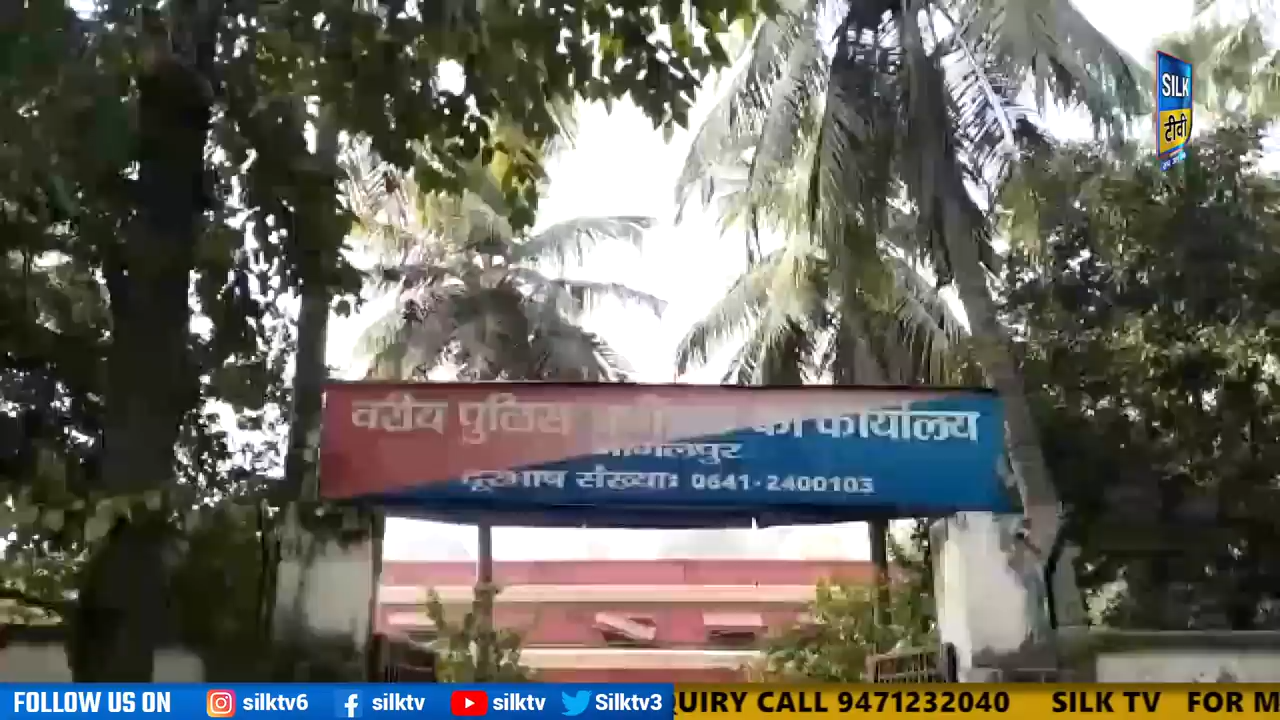 SILK
टीवी
वरीय पुलिस का कार्यालय
भागलपुर
दूरभाष संख्याः 0641-2400103
FOLLOW US ON silktv6 silktv silktv Silktv3 QUIRY CALL 9471232040 SILK TV FOR M